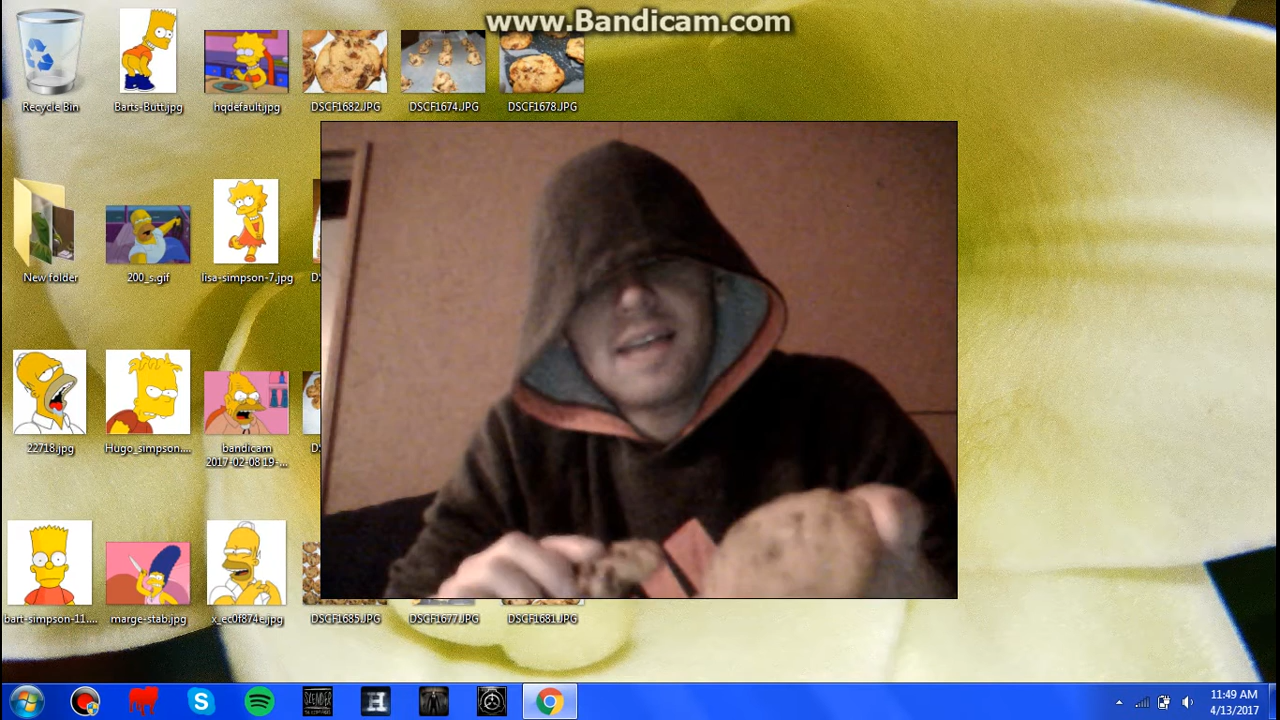 www.Bandicam.com
Recycle Bin
Barts-Butt.jpg
hqdefault.jpg
DSCF1682.JPG
DSCF1674.JPG
DSCF1678.JPG
New folder
200_s.gif
lisa-simpson-7.jpg
22718.jpg
Hugo_simpson....
bandicam
2017-02-08 19-...
bart-simpson-11....
marge-stab.jpg
x_ec0f874e.jpg
DSCF1685.JPG
DSCF1677.JPG
DSCF1681.JPG
SLENDER
H
S
11:49 AM
4/13/2017